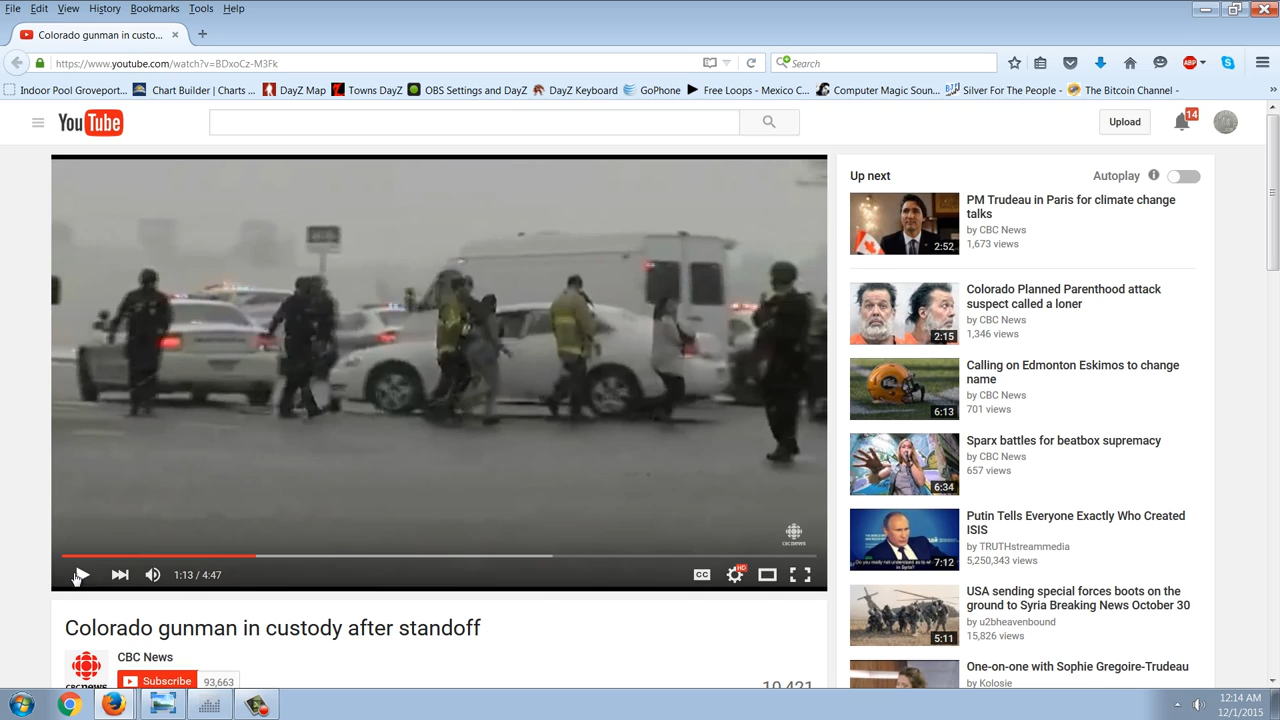 File Edit View History Bookmarks Tools Help
Colorado gunman in custo...
https://www.youtube.com/watch?v=BDxoCz-M3Fk
Search
ABP
Indoor Pool Groveport... Chart Builder | Charts ... DayZ Map Towns DayZ OBS Settings and DayZ DayZ Keyboard GoPhone Free Loops - Mexico C... Computer Magic Soun... Silver For The People - The Bitcoin Channel -
YouTube
Upload
14
Up next
Autoplay
PM Trudeau in Paris for climate change
talks
by CBC News
1,673 views
2:52
Colorado Planned Parenthood attack
suspect called a loner
by CBC News
1,346 views
2:15
Calling on Edmonton Eskimos to change
name
by CBC News
701 views
6:13
Sparx battles for beatbox supremacy
by CBC News
657 views
6:34
Putin Tells Everyone Exactly Who Created
ISIS
by TRUTHstreammedia
5,250,343 views
7:12
USA sending special forces boots on the
ground to Syria Breaking News October 30
by u2bheavenbound
15,826 views
5:11
One-on-one with Sophie Gregoire-Trudeau
by Kolosie
cbcnews
1:13 / 4:47
CC
HD
Colorado gunman in custody after standoff
CBC News
cbcnews
Subscribe 93,663
10,421
12:14 AM
12/1/2015